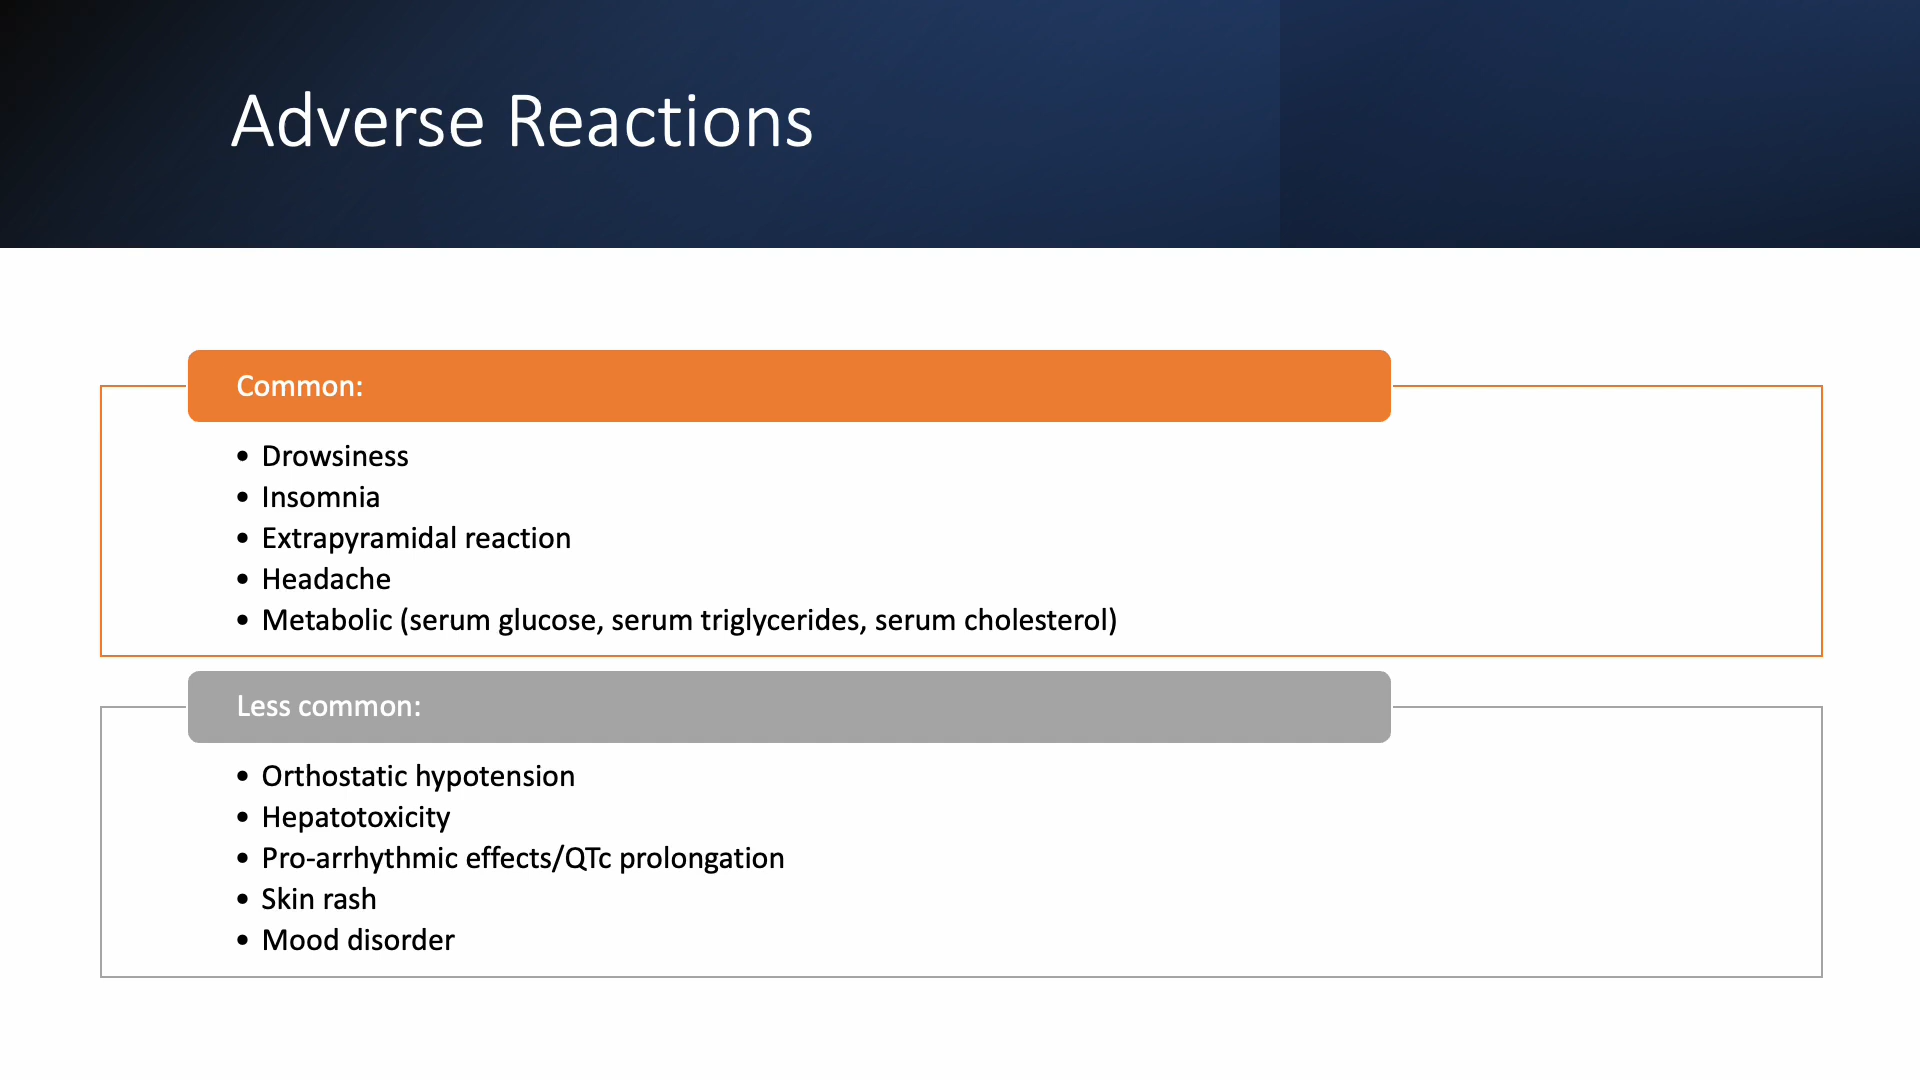 Adverse Reactions
Common:
• Drowsiness
• Insomnia
• Extrapyramidal reaction
• Headache
• Metabolic (serum glucose, serum triglycerides, serum cholesterol)
Less common:
• Orthostatic hypotension
• Hepatotoxicity
• Pro-arrhythmic effects/QTc prolongation
• Skin rash
• Mood disorder